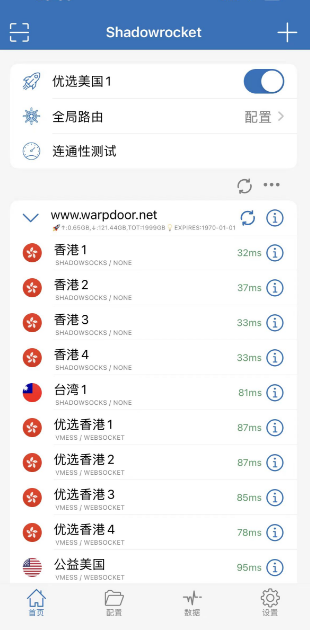 Shadowrocket
优选美国1
全局路由 配置
连通性测试
www.warpdoor.net
🚀↑:0.65GB,↓:121.44GB,TOT:1999GB💡EXPIRES:1970-01-01
香港1 32ms
SHADOWSOCKS / NONE
香港2 37ms
SHADOWSOCKS / NONE
香港3 33ms
SHADOWSOCKS / NONE
香港4 33ms
SHADOWSOCKS / NONE
台湾1 81ms
SHADOWSOCKS / NONE
优选香港1 87ms
VMESS / WEBSOCKET
优选香港2 87ms
VMESS / WEBSOCKET
优选香港3 85ms
VMESS / WEBSOCKET
优选香港4 78ms
VMESS / WEBSOCKET
公益美国 95ms
VMESS / WEBSOCKET
首页 配置 数据 设置